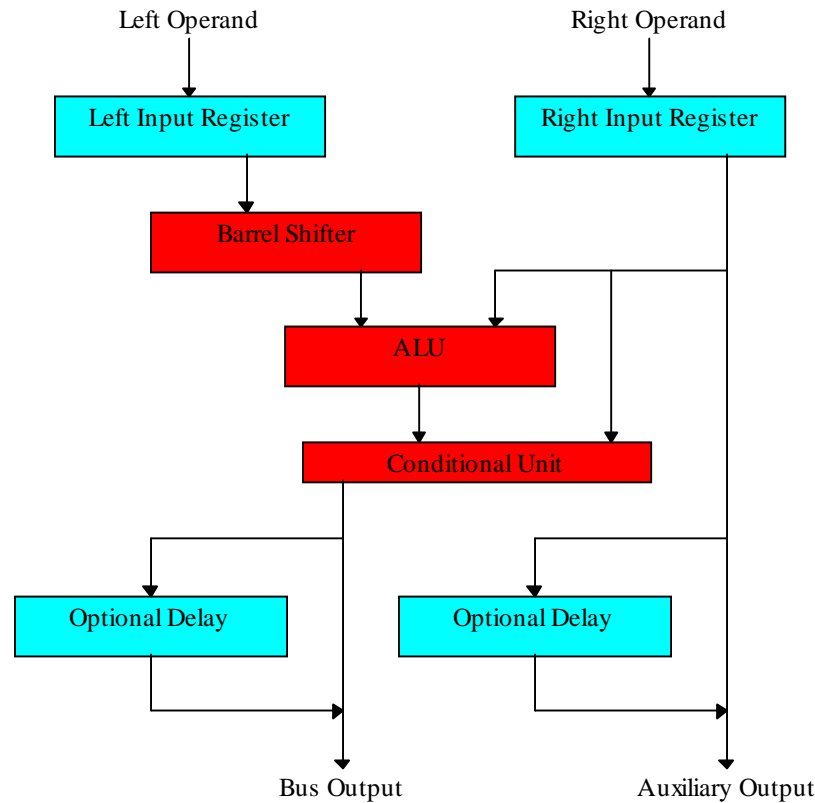 Left Operand
Right Operand
Left Input Register
Right Input Register
Barrel Shifter
ALU
Conditional Unit
Optional Delay
Optional Delay
Bus Output
Auxiliary Output